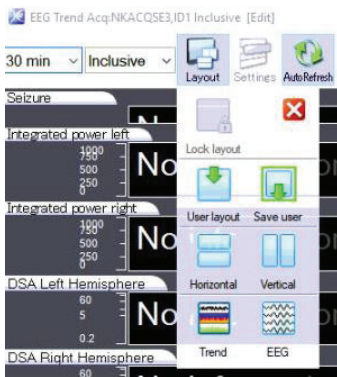 EEG Trend Acq:NKACQSE3,ID1 Inclusive [Edit]
30 min Inclusive
Layout Settings AutoRefresh
Seizure
Lock layout
Integrated power left
1000
750
500
250
0
No
User layout Save user
Integrated power right
1000
750
500
250
0
No
Horizontal Vertical
DSA Left Hemisphere
60
5
0.2
No
Trend EEG
DSA Right Hemisphere
60